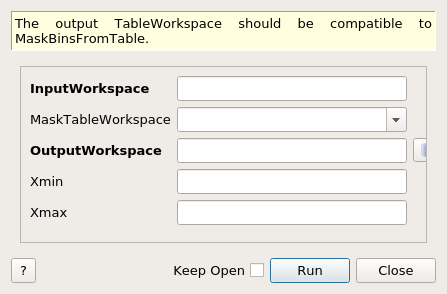 The output TableWorkspace should be compatible to
MaskBinsFromTable.
InputWorkspace
MaskTableWorkspace
OutputWorkspace
Xmin
Xmax
? Keep Open Run Close